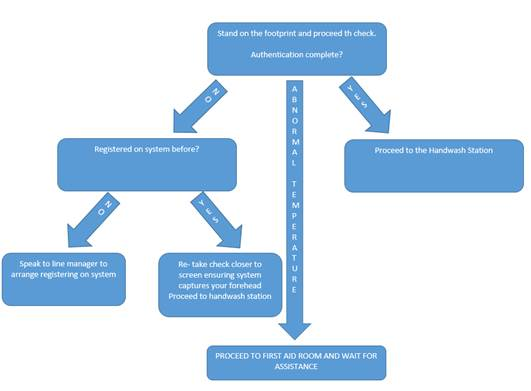 Stand on the footprint and proceed th check.
Authentication complete?
NO
ABNORMAL TEMPERATURE
YES
Registered on system before?
Proceed to the Handwash Station
NO
YES
Speak to line manager to
arrange registering on system
Re- take check closer to
screen ensuring system
captures your forehead
Proceed to handwash station
PROCEED TO FIRST AID ROOM AND WAIT FOR
ASSISTANCE